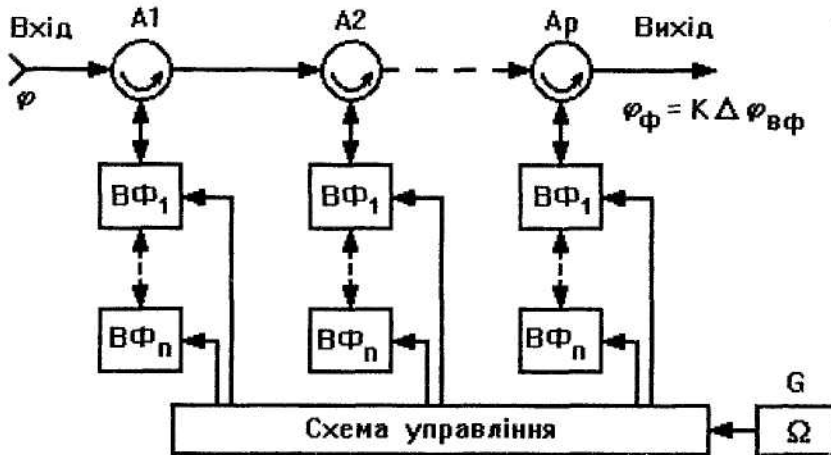 Вхід A1 A2 Ap Вихід
φ φф = K Δ φвф
ВФ1 ВФ1 ВФ1
ВФn ВФn ВФn
G
Схема управління Ω